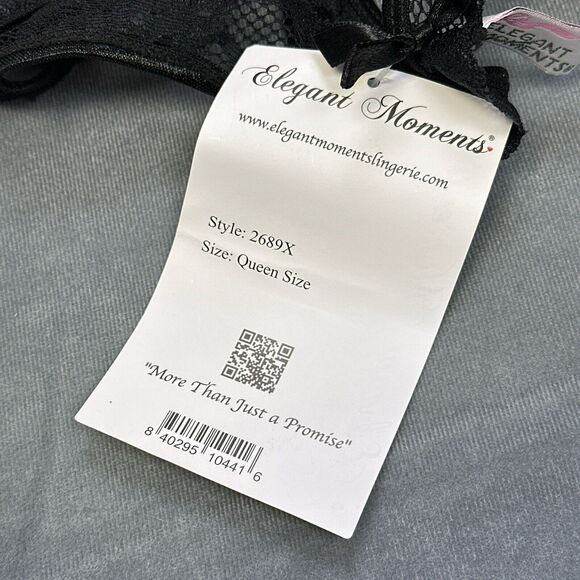 Elegant Moments®
www.elegantmomentslingerie.com
Style: 2689X
Size: Queen Size
"More Than Just a Promise"
8 40295 10441 6
ELEGANT
MOMENTS